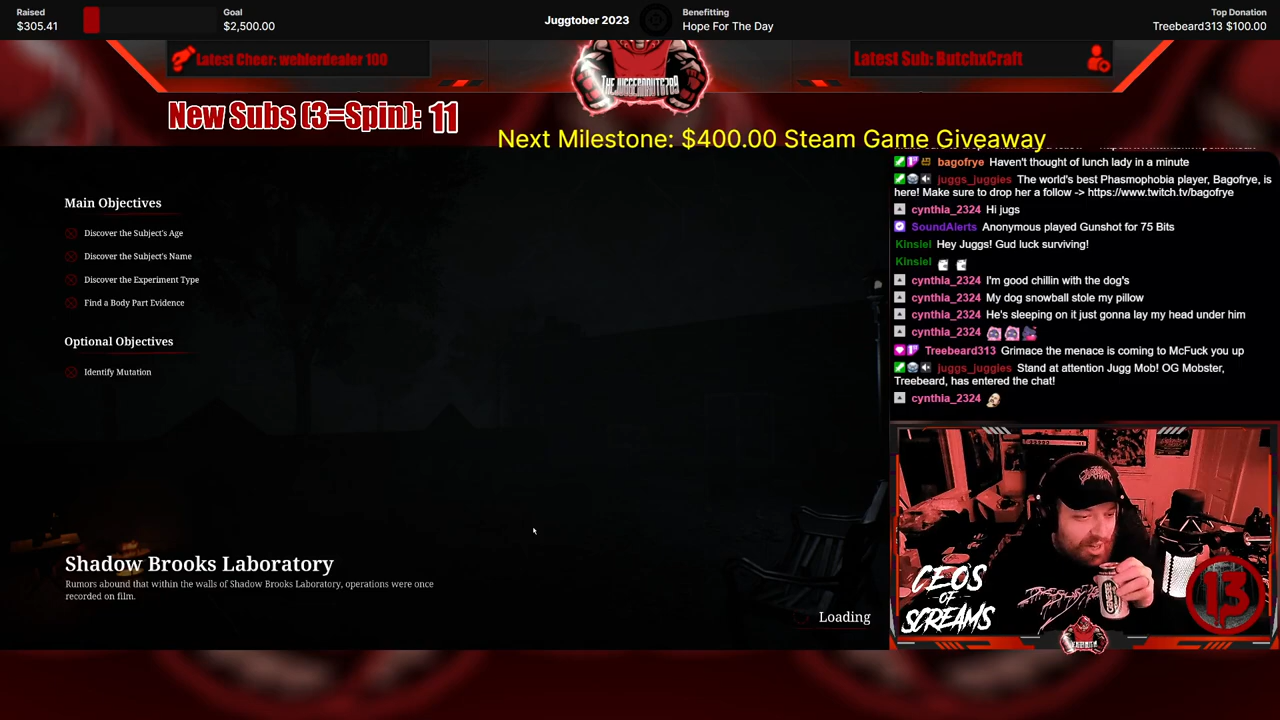 Raised
$305.41
Goal
$2,500.00
Juggtober 2023
Benefitting
Hope For The Day
Top Donation
Treebeard313 $100.00
Latest Cheer: wehlerdealer 100
THEJUGGERNAUT6789
Latest Sub: ButchxCraft
New Subs (3=Spin): 11
Next Milestone: $400.00 Steam Game Giveaway
bagofrye Haven't thought of lunch lady in a minute
juggs_juggies The world's best Phasmophobia player, Bagofrye, is
here! Make sure to drop her a follow -> https://www.twitch.tv/bagofrye
cynthia_2324 Hi jugs
SoundAlerts Anonymous played Gunshot for 75 Bits
Kinsiel Hey Juggs! Gud luck surviving!
Kinsiel
cynthia_2324 I'm good chillin with the dog's
cynthia_2324 My dog snowball stole my pillow
cynthia_2324 He's sleeping on it just gonna lay my head under him
cynthia_2324
Treebeard313 Grimace the menace is coming to McFuck you up
juggs_juggies Stand at attention Jugg Mob! OG Mobster,
Treebeard, has entered the chat!
cynthia_2324
Main Objectives
Discover the Subject's Age
Discover the Subject's Name
Discover the Experiment Type
Find a Body Part Evidence
Optional Objectives
Identify Mutation
Shadow Brooks Laboratory
Rumors abound that within the walls of Shadow Brooks Laboratory, operations were once
recorded on film.
Loading
CEOS
OF
SCREAMS
13